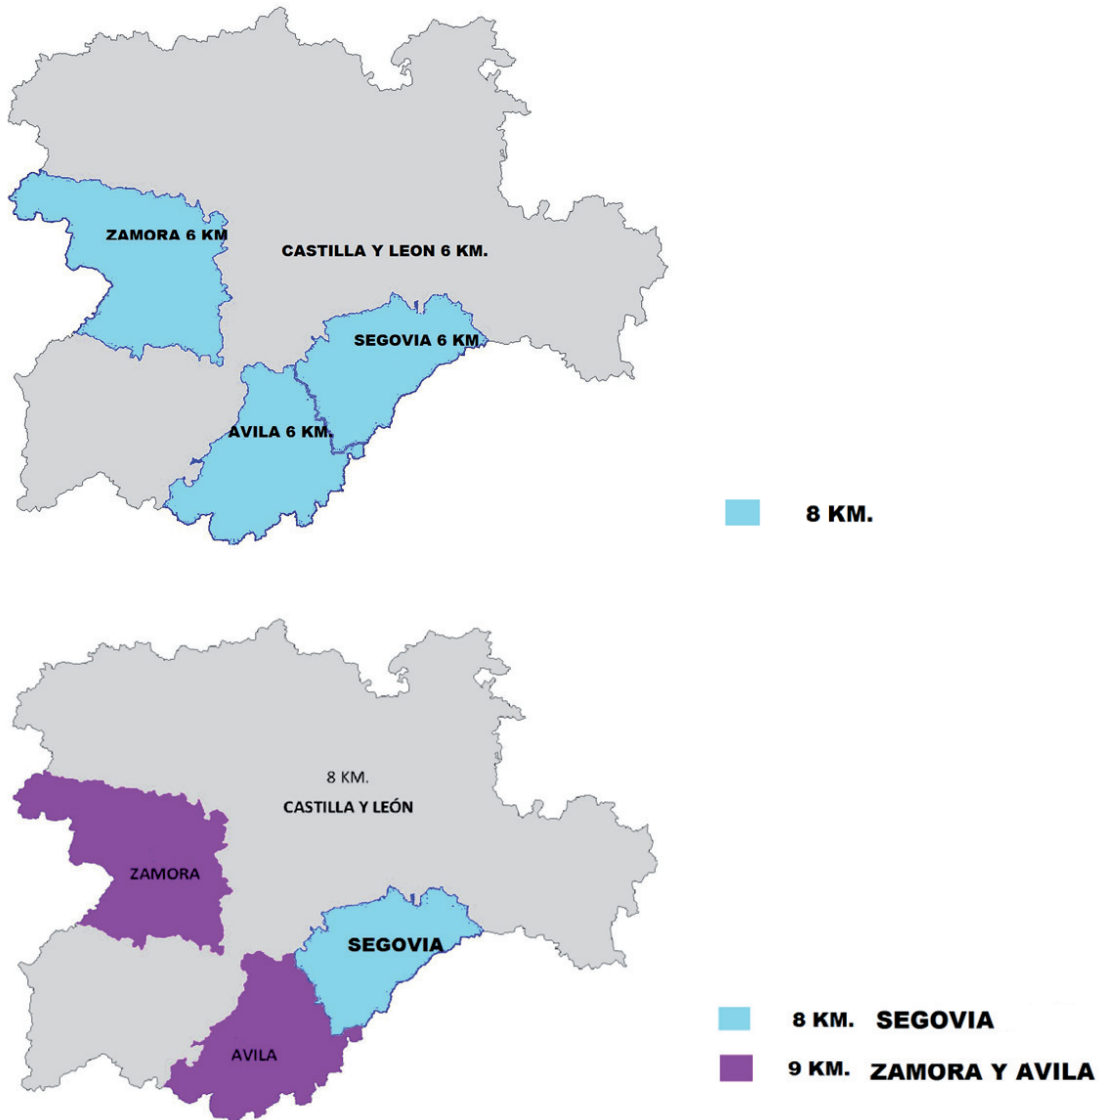 ZAMORA 6 KM
CASTILLA Y LEON 6 KM.
SEGOVIA 6 KM.
AVILA 6 KM.
8 KM.
8 KM.
CASTILLA Y LEÓN
ZAMORA
SEGOVIA
AVILA
8 KM. SEGOVIA
9 KM. ZAMORA Y AVILA